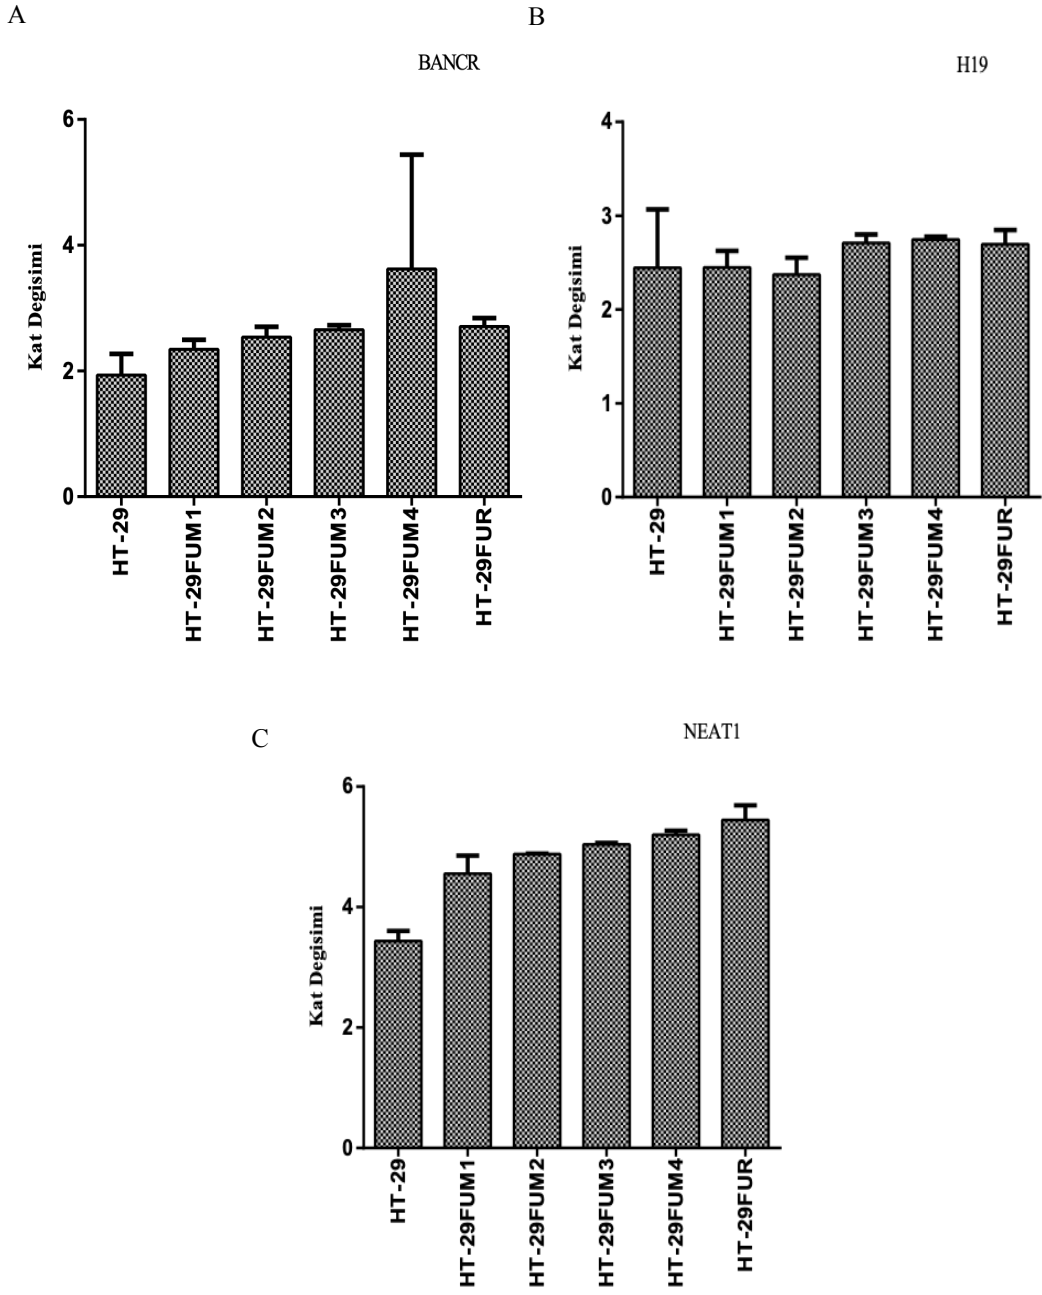 A
BANCR
6
4
2
0
Kat Degisimi
HT-29
HT-29FUM1
HT-29FUM2
HT-29FUM3
HT-29FUM4
HT-29FUR
B
H19
4
3
2
1
0
Kat Degisimi
HT-29
HT-29FUM1
HT-29FUM2
HT-29FUM3
HT-29FUM4
HT-29FUR
C
NEAT1
6
4
2
0
Kat Degisimi
HT-29
HT-29FUM1
HT-29FUM2
HT-29FUM3
HT-29FUM4
HT-29FUR